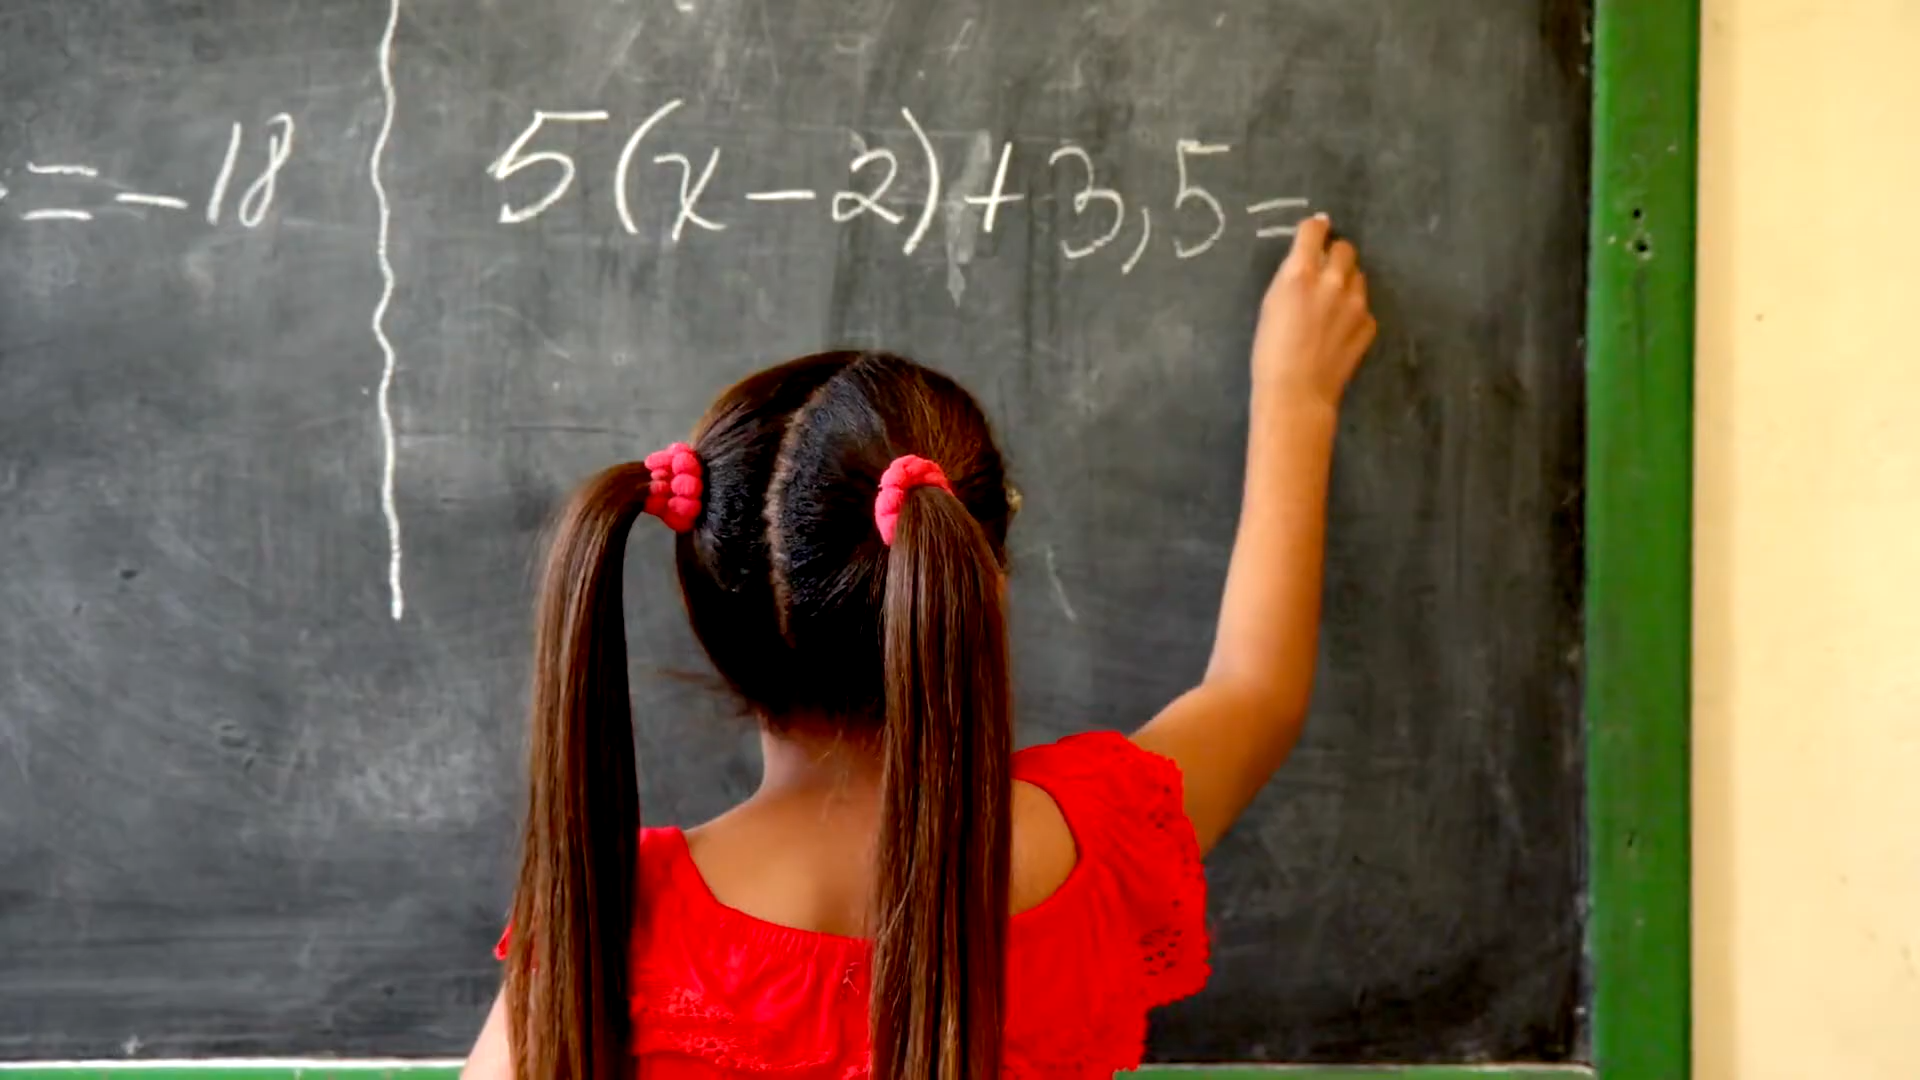 = -18
5(x-2)+3,5=